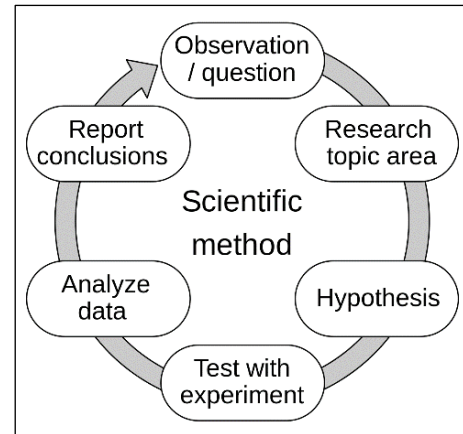 Observation
/ question
Research
topic area
Hypothesis
Test with
experiment
Analyze
data
Report
conclusions
Scientific
method